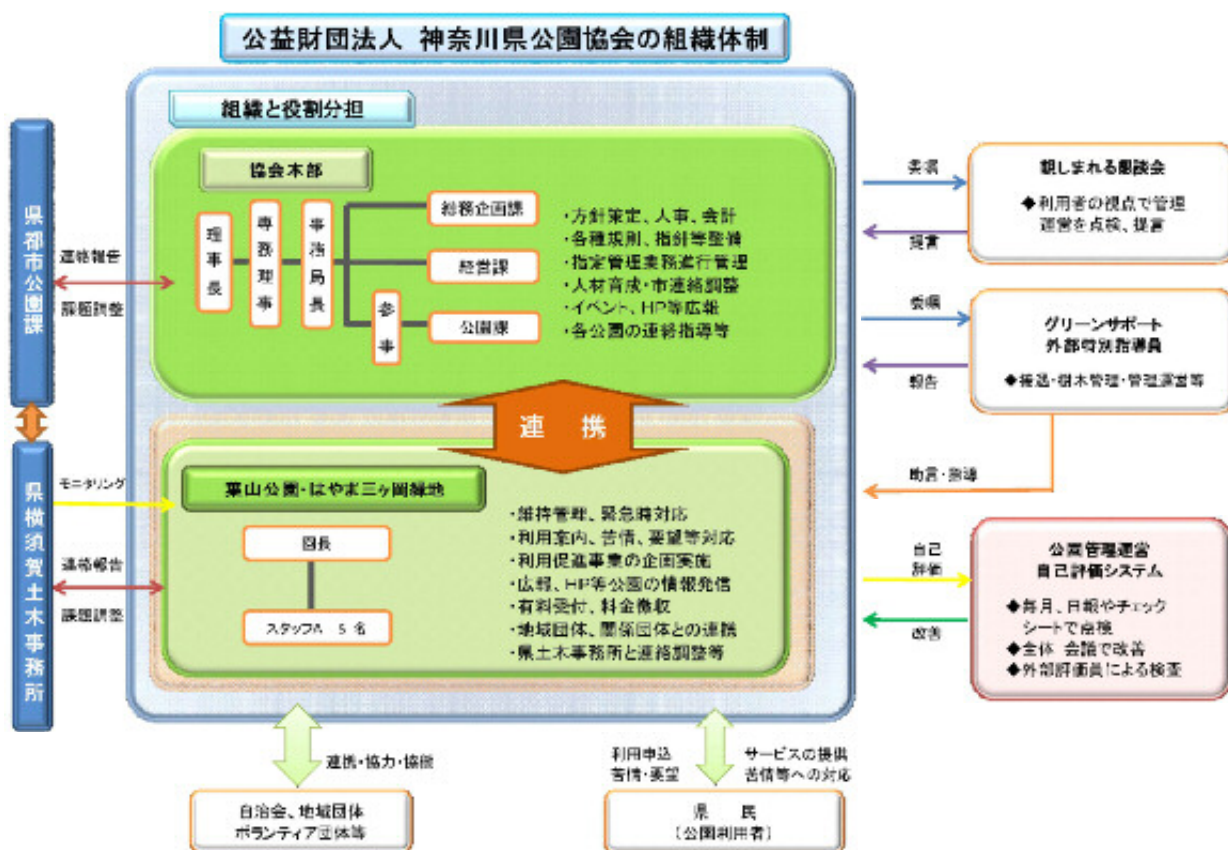 公益財団法人 神奈川県公園協会の組織体制
組織と役割分担
協会本部
理事長
専務理事
事務局長
参事
総務企画課
経営課
公園課
・方針策定、人事、会計
・各種規則、指針等整備
・指定管理業務進行管理
・人材育成・市連絡調整
・イベント、HP等広報
・各公園の連絡指導等
連携
葉山公園・はやま三ヶ岡緑地
園長
スタッフA 5名
・維持管理、緊急時対応
・利用案内、苦情、要望等対応
・利用促進事業の企画実施
・広報、HP等公園の情報発信
・有料受付、料金徴収
・地域団体、関係団体との連携
・県土木事務所と連絡調整等
県都市公園課
連絡報告
課題調整
県横須賀土木事務所
モニタリング
連絡報告
課題調整
委嘱
提言
親しまれる懇談会
◆利用者の視点で管理
運営を点検、提言
委嘱
報告
グリーンサポート
外部特別指導員
◆接遇・樹木管理・管理運営等
助言・指導
自己
評価
改善
公園管理運営
自己評価システム
◆毎月、日報やチェック
シートで点検
◆全体会議で改善
◆外部評価員による検査
連携・協力・協働
自治会、地域団体
ボランティア団体等
利用申込
苦情・要望
サービスの提供
苦情等への対応
県民
(公園利用者)